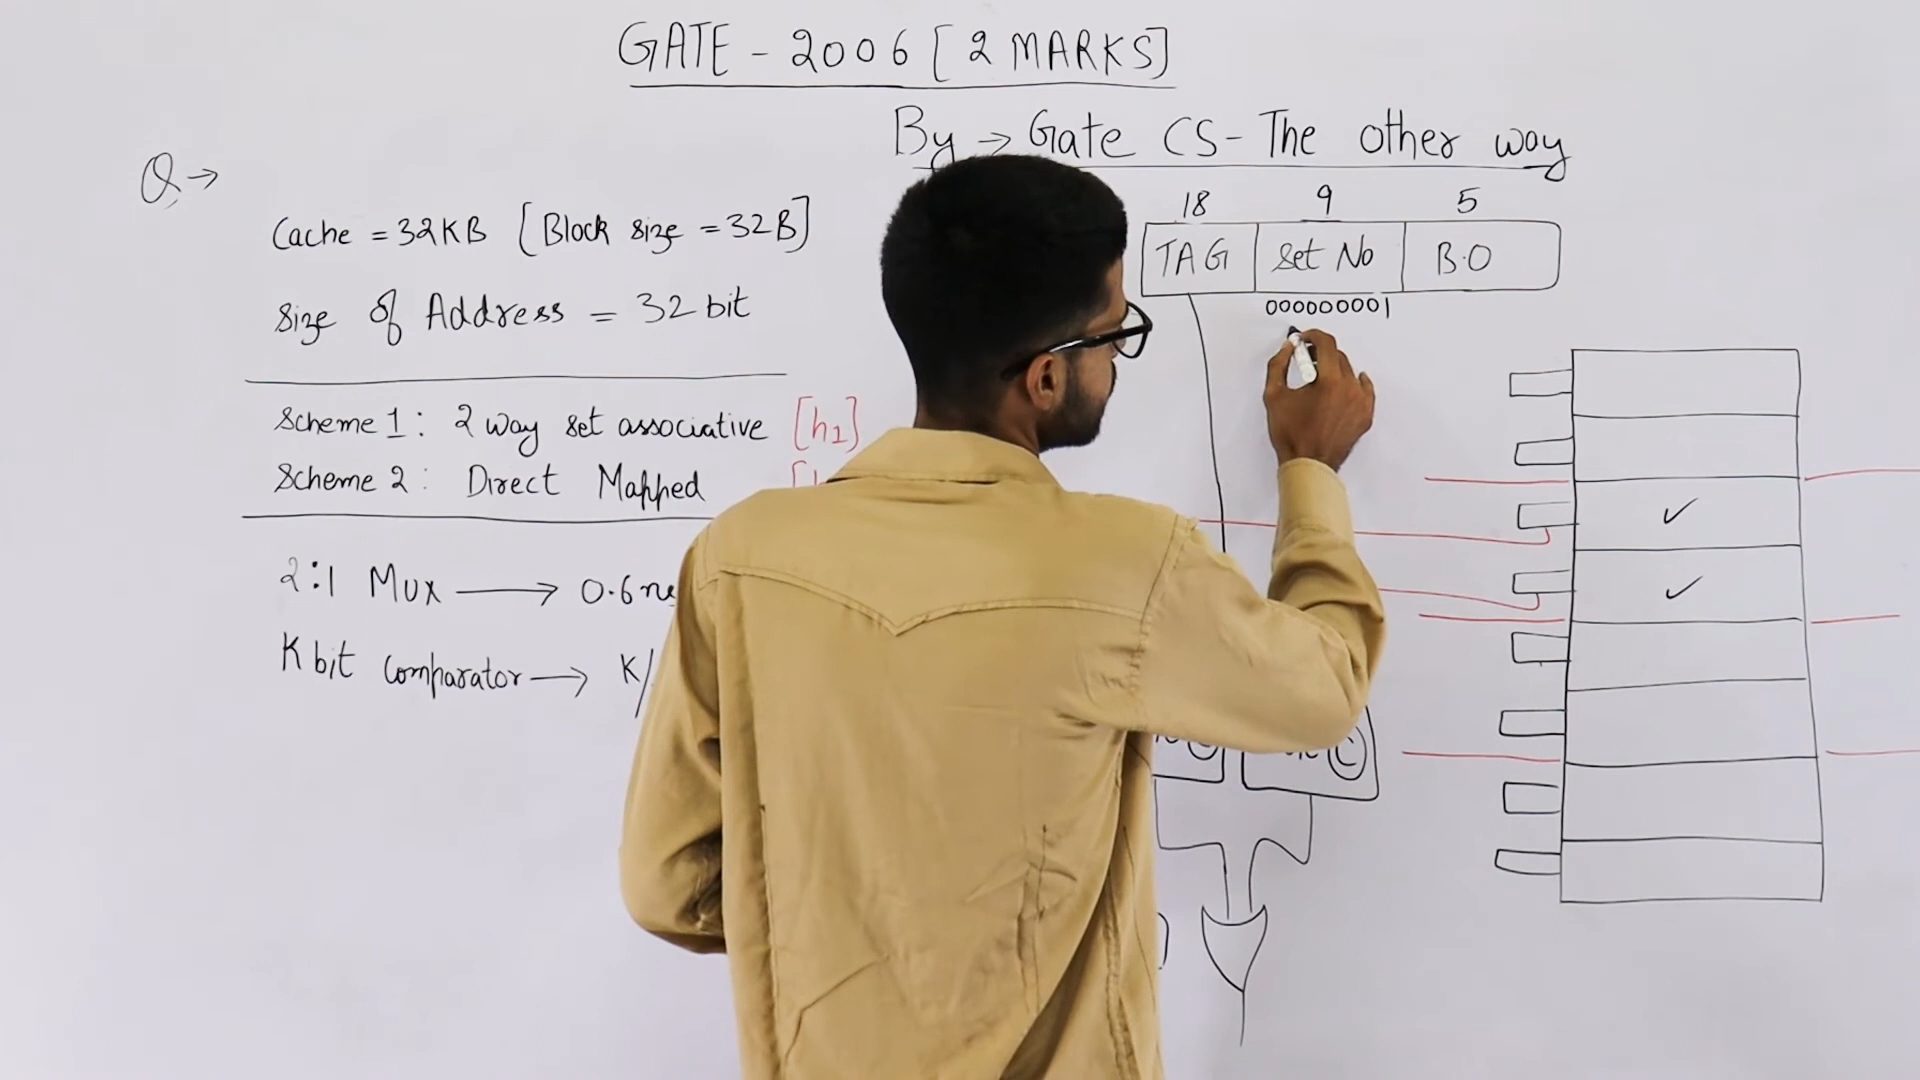 GATE - 2006 [2 MARKS]
By → Gate CS - The other way
Q →
Cache = 32KB [Block size = 32B]
Size of Address = 32 bit
Scheme 1: 2 way set associative [h1]
Scheme 2: Direct Mapped [
2:1 Mux → 0.6 n
K bit comparator → K/
18 9 5
TAG Set No B.O
000000001
C